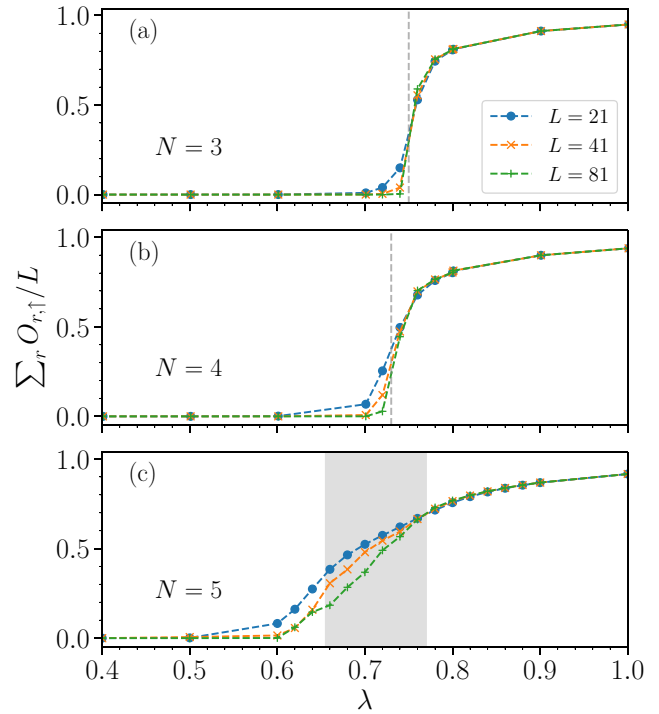 (a)
1.0
0.5
0.0
N = 3
L = 21
L = 41
L = 81
(b)
1.0
0.5
0.0
N = 4
∑r Or,↑/L
(c)
1.0
0.5
0.0
N = 5
0.4 0.5 0.6 0.7 0.8 0.9 1.0
λ